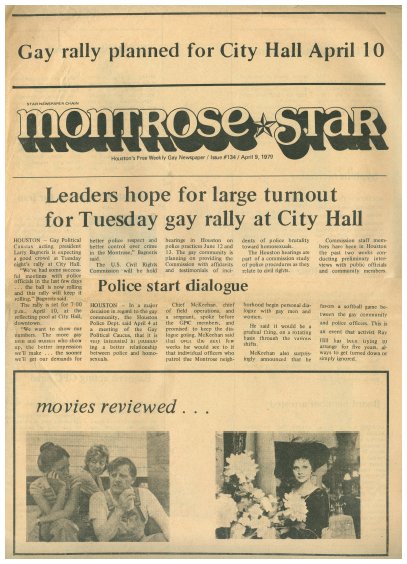 Gay rally planned for City Hall April 10
STAR NEWSPAPER CHAIN
MONTROSE STAR
Houston's Free Weekly Gay Newspaper / Issue #134 / April 9, 1979
Leaders hope for large turnout
for Tuesday gay rally at City Hall
HOUSTON — Gay Political
Caucus acting president
Larry Bagneris is expecting
a good crowd at Tuesday
night's rally at City Hall.
"We've had some success-
ful meetings with police
officials in the last few days
. . . the ball is now rolling
and this rally will keep it
rolling," Bagneris said.
The rally is set for 7:00
p.m., April 10, at the
reflecting pool at City Hall,
downtown.
"We want to show our
numbers. The more gay
men and women who show
up, the better impression
we'll make . . . the sooner
we'll get our demands for
better police respect and
better control over crime
in the Montrose," Bagneris
said.
The U.S. Civil Rights
Commission will be hold
hearings in Houston on
police practices June 12 and
13. The gay community is
planning on providing the
Commission with affidavits
and testimonials of inci-
dents of police brutality
toward homosexuals.
The Houston hearings are
part of a commission study
of police procedures as they
relate to civil rights.
Commission staff mem-
bers have been in Houston
the past two weeks con-
ducting preliminary inter-
views with public officials
and community members.
Police start dialogue
HOUSTON — In a major
decision in regard to the gay
community, the Houston
Police Dept. said April 4 at
a meeting of the Gay
Political Caucus, that it is
very interested in promot-
ing a better relationship
between police and homo-
sexuals.
Chief McKeehan, chief
of field operations, and
a sergeant, spoke before
the GPC members, and
promised to keep the dia-
logue going. McKeehan said
that over the next few
weeks he would see to it
that individual officers who
patrol the Montrose neigh-
borhood begin personal dia-
logue with gay men and
women.
He said it would be a
gradual thing, on a rotating
basis through the various
shifts.
McKeehan also surpris-
ingly announced that he
favors a softball game be-
tween the gay community
and police officers. This is
an event that activist Ray
Hill has been trying to
arrange for five years, al-
ways to get turned down or
simply ignored.
movies reviewed . . .